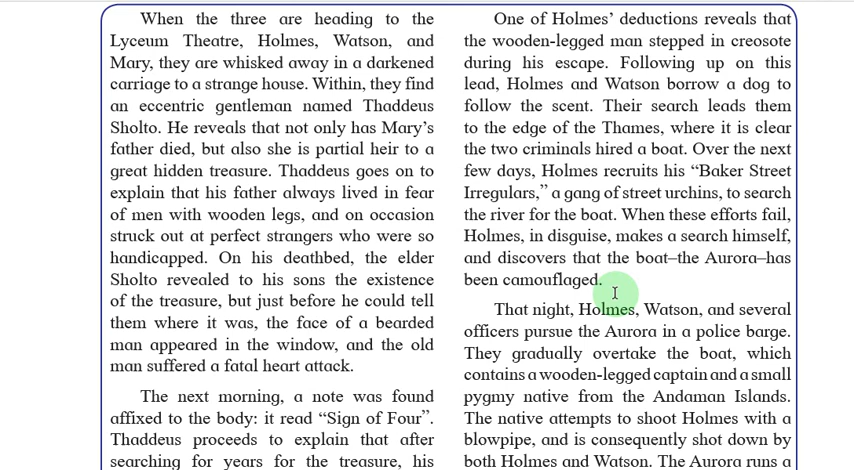 When the three are heading to the
Lyceum Theatre, Holmes, Watson, and
Mary, they are whisked away in a darkened
carriage to a strange house. Within, they find
an eccentric gentleman named Thaddeus
Sholto. He reveals that not only has Mary's
father died, but also she is partial heir to a
great hidden treasure. Thaddeus goes on to
explain that his father always lived in fear
of men with wooden legs, and on occasion
struck out at perfect strangers who were so
handicapped. On his deathbed, the elder
Sholto revealed to his sons the existence
of the treasure, but just before he could tell
them where it was, the face of a bearded
man appeared in the window, and the old
man suffered a fatal heart attack.
The next morning, a note was found
affixed to the body: it read “Sign of Four”.
Thaddeus proceeds to explain that after
searching for years for the treasure, his
One of Holmes’ deductions reveals that
the wooden-legged man stepped in creosote
during his escape. Following up on this
lead, Holmes and Watson borrow a dog to
follow the scent. Their search leads them
to the edge of the Thames, where it is clear
the two criminals hired a boat. Over the next
few days, Holmes recruits his “Baker Street
Irregulars,” a gang of street urchins, to search
the river for the boat. When these efforts fail,
Holmes, in disguise, makes a search himself,
and discovers that the boat–the Aurora–has
been camouflaged.
That night, Holmes, Watson, and several
officers pursue the Aurora in a police barge.
They gradually overtake the boat, which
contains a wooden-legged captain and a small
pygmy native from the Andaman Islands.
The native attempts to shoot Holmes with a
blowpipe, and is consequently shot down by
both Holmes and Watson. The Aurora runs a